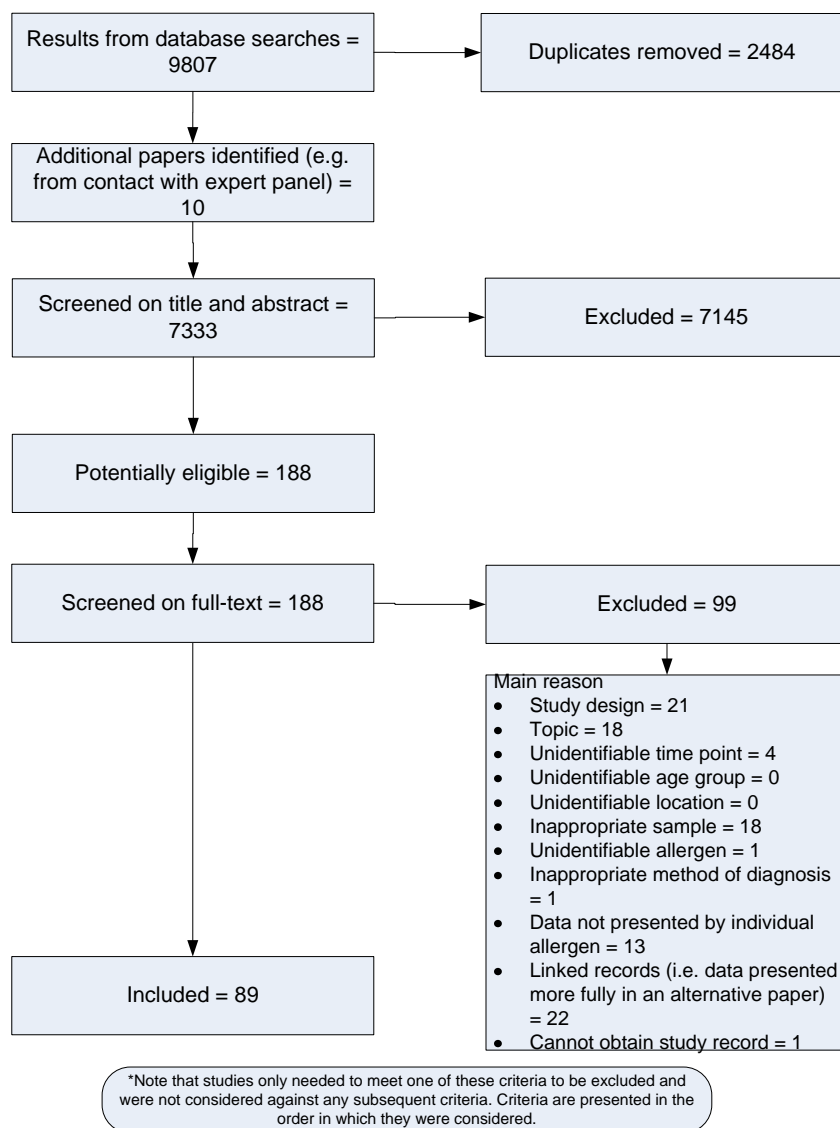 Results from database searches =
9807
Duplicates removed = 2484
Additional papers identified (e.g.
from contact with expert panel) =
10
Screened on title and abstract =
7333
Excluded = 7145
Potentially eligible = 188
Screened on full-text = 188
Excluded = 99
Main reason
• Study design = 21
• Topic = 18
• Unidentifiable time point = 4
• Unidentifiable age group = 0
• Unidentifiable location = 0
• Inappropriate sample = 18
• Unidentifiable allergen = 1
• Inappropriate method of diagnosis
= 1
• Data not presented by individual
allergen = 13
• Linked records (i.e. data presented
more fully in an alternative paper)
= 22
• Cannot obtain study record = 1
Included = 89
*Note that studies only needed to meet one of these criteria to be excluded and
were not considered against any subsequent criteria. Criteria are presented in the
order in which they were considered.